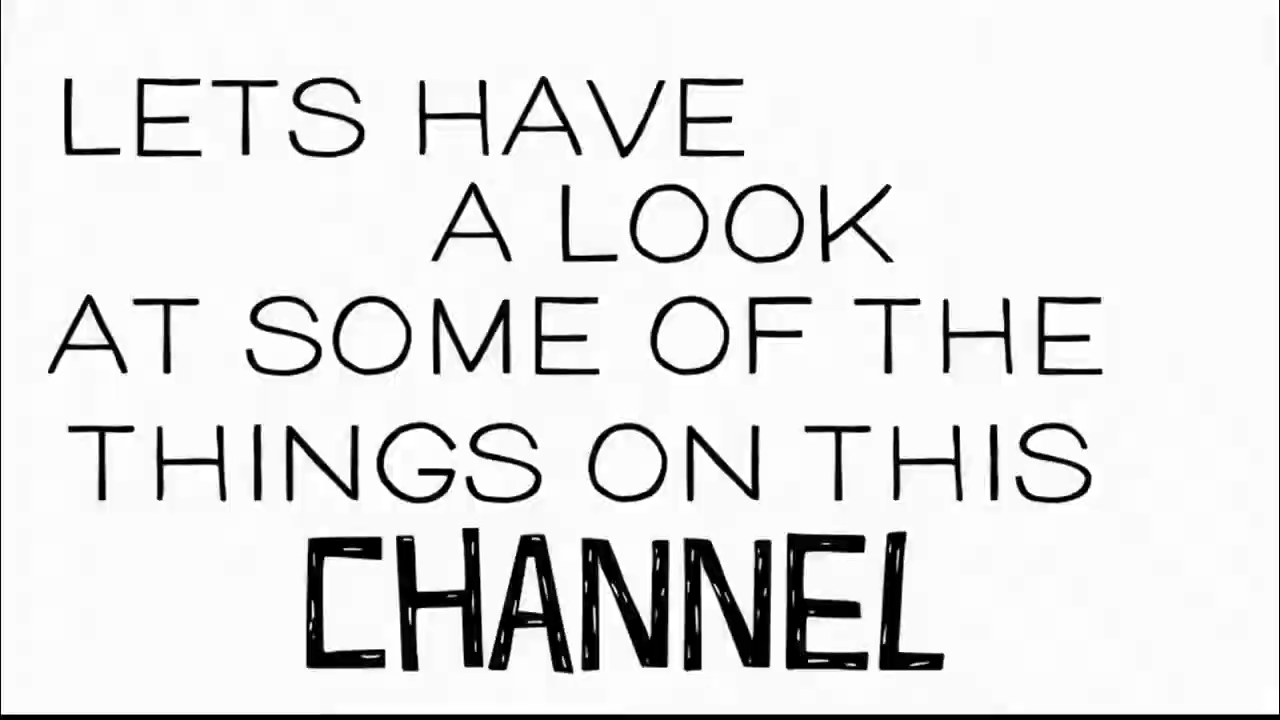 LETS HAVE
A LOOK
AT SOME OF THE
THINGS ON THIS
CHANNEL